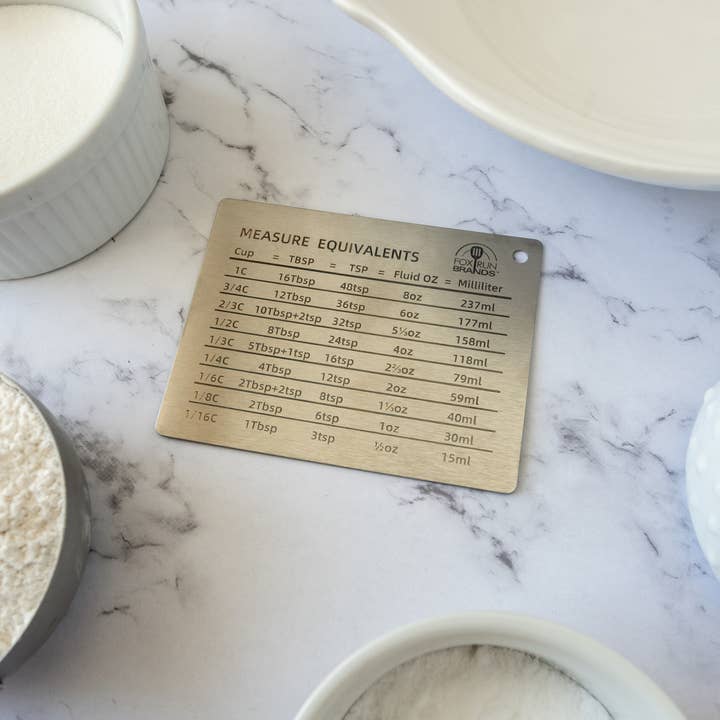 MEASURE EQUIVALENTS
FOX RUN
BRANDS™
Cup = TBSP = TSP = Fluid OZ = Milliliter
1C 16Tbsp 48tsp 8oz 237ml
3/4C 12Tbsp 36tsp 6oz 177ml
2/3C 10Tbsp+2tsp 32tsp 5⅓oz 158ml
1/2C 8Tbsp 24tsp 4oz 118ml
1/3C 5Tbsp+1tsp 16tsp 2⅔oz 79ml
1/4C 4Tbsp 12tsp 2oz 59ml
1/6C 2Tbsp+2tsp 8tsp 1⅓oz 40ml
1/8C 2Tbsp 6tsp 1oz 30ml
1/16C 1Tbsp 3tsp ½oz 15ml